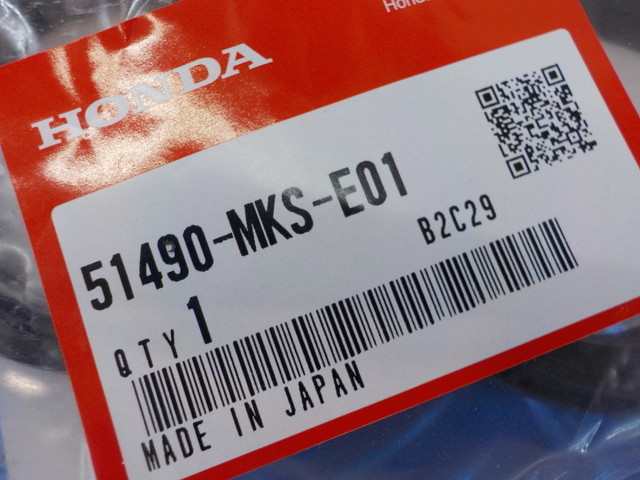 HONDA
51490-MKS-E01
B2C29
QTY 1
MADE IN JAPAN